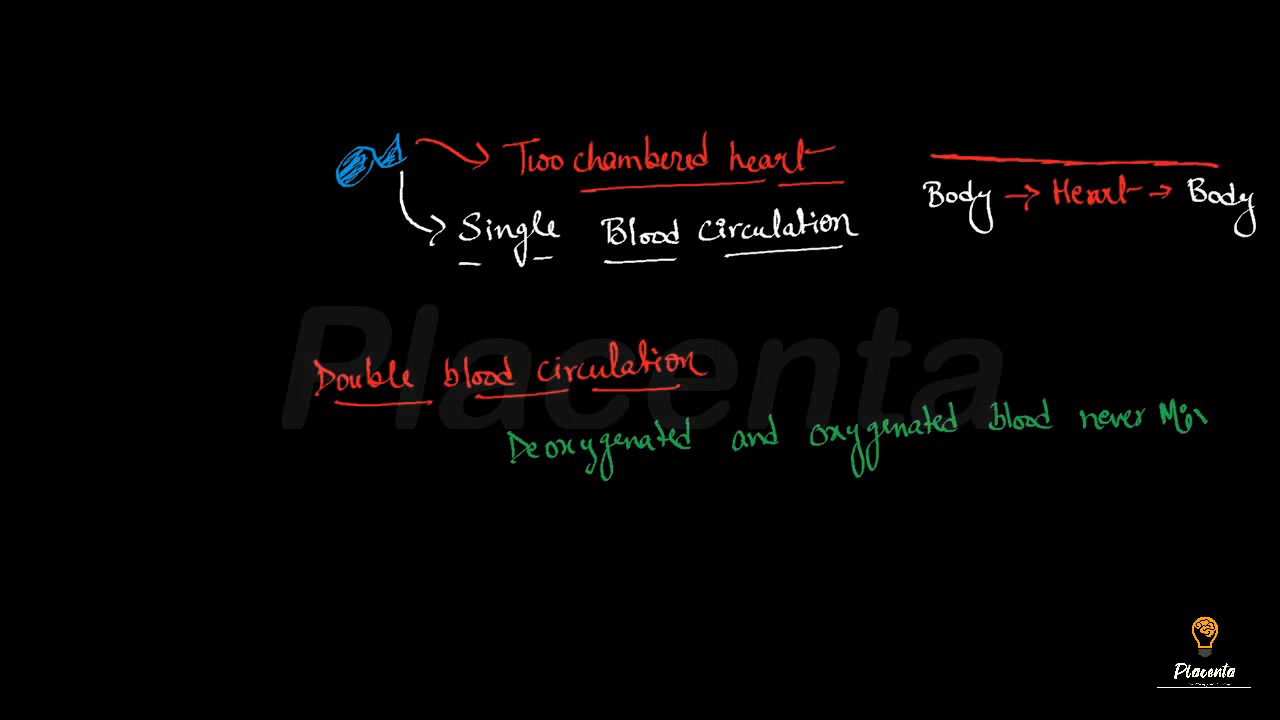 Two chambered heart
Body → Heart → Body
Single Blood circulation
Placenta
Double blood circulation
Deoxygenated and oxygenated blood never Mix
Placenta